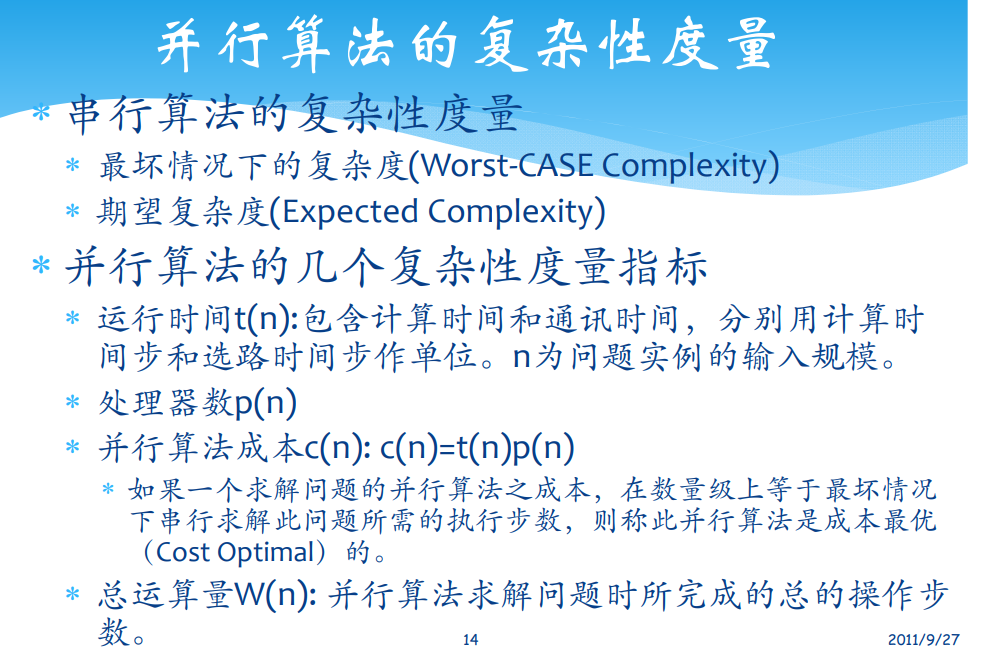 并行算法的复杂性度量
* 串行算法的复杂性度量
* 最坏情况下的复杂度(Worst-CASE Complexity)
* 期望复杂度(Expected Complexity)
* 并行算法的几个复杂性度量指标
* 运行时间t(n):包含计算时间和通讯时间，分别用计算时
间步和选路时间步作单位。n为问题实例的输入规模。
* 处理器数p(n)
* 并行算法成本c(n): c(n)=t(n)p(n)
* 如果一个求解问题的并行算法之成本，在数量级上等于最坏情况
下串行求解此问题所需的执行步数，则称此并行算法是成本最优
（Cost Optimal）的。
* 总运算量W(n): 并行算法求解问题时所完成的总的操作步
数。
14
2011/9/27